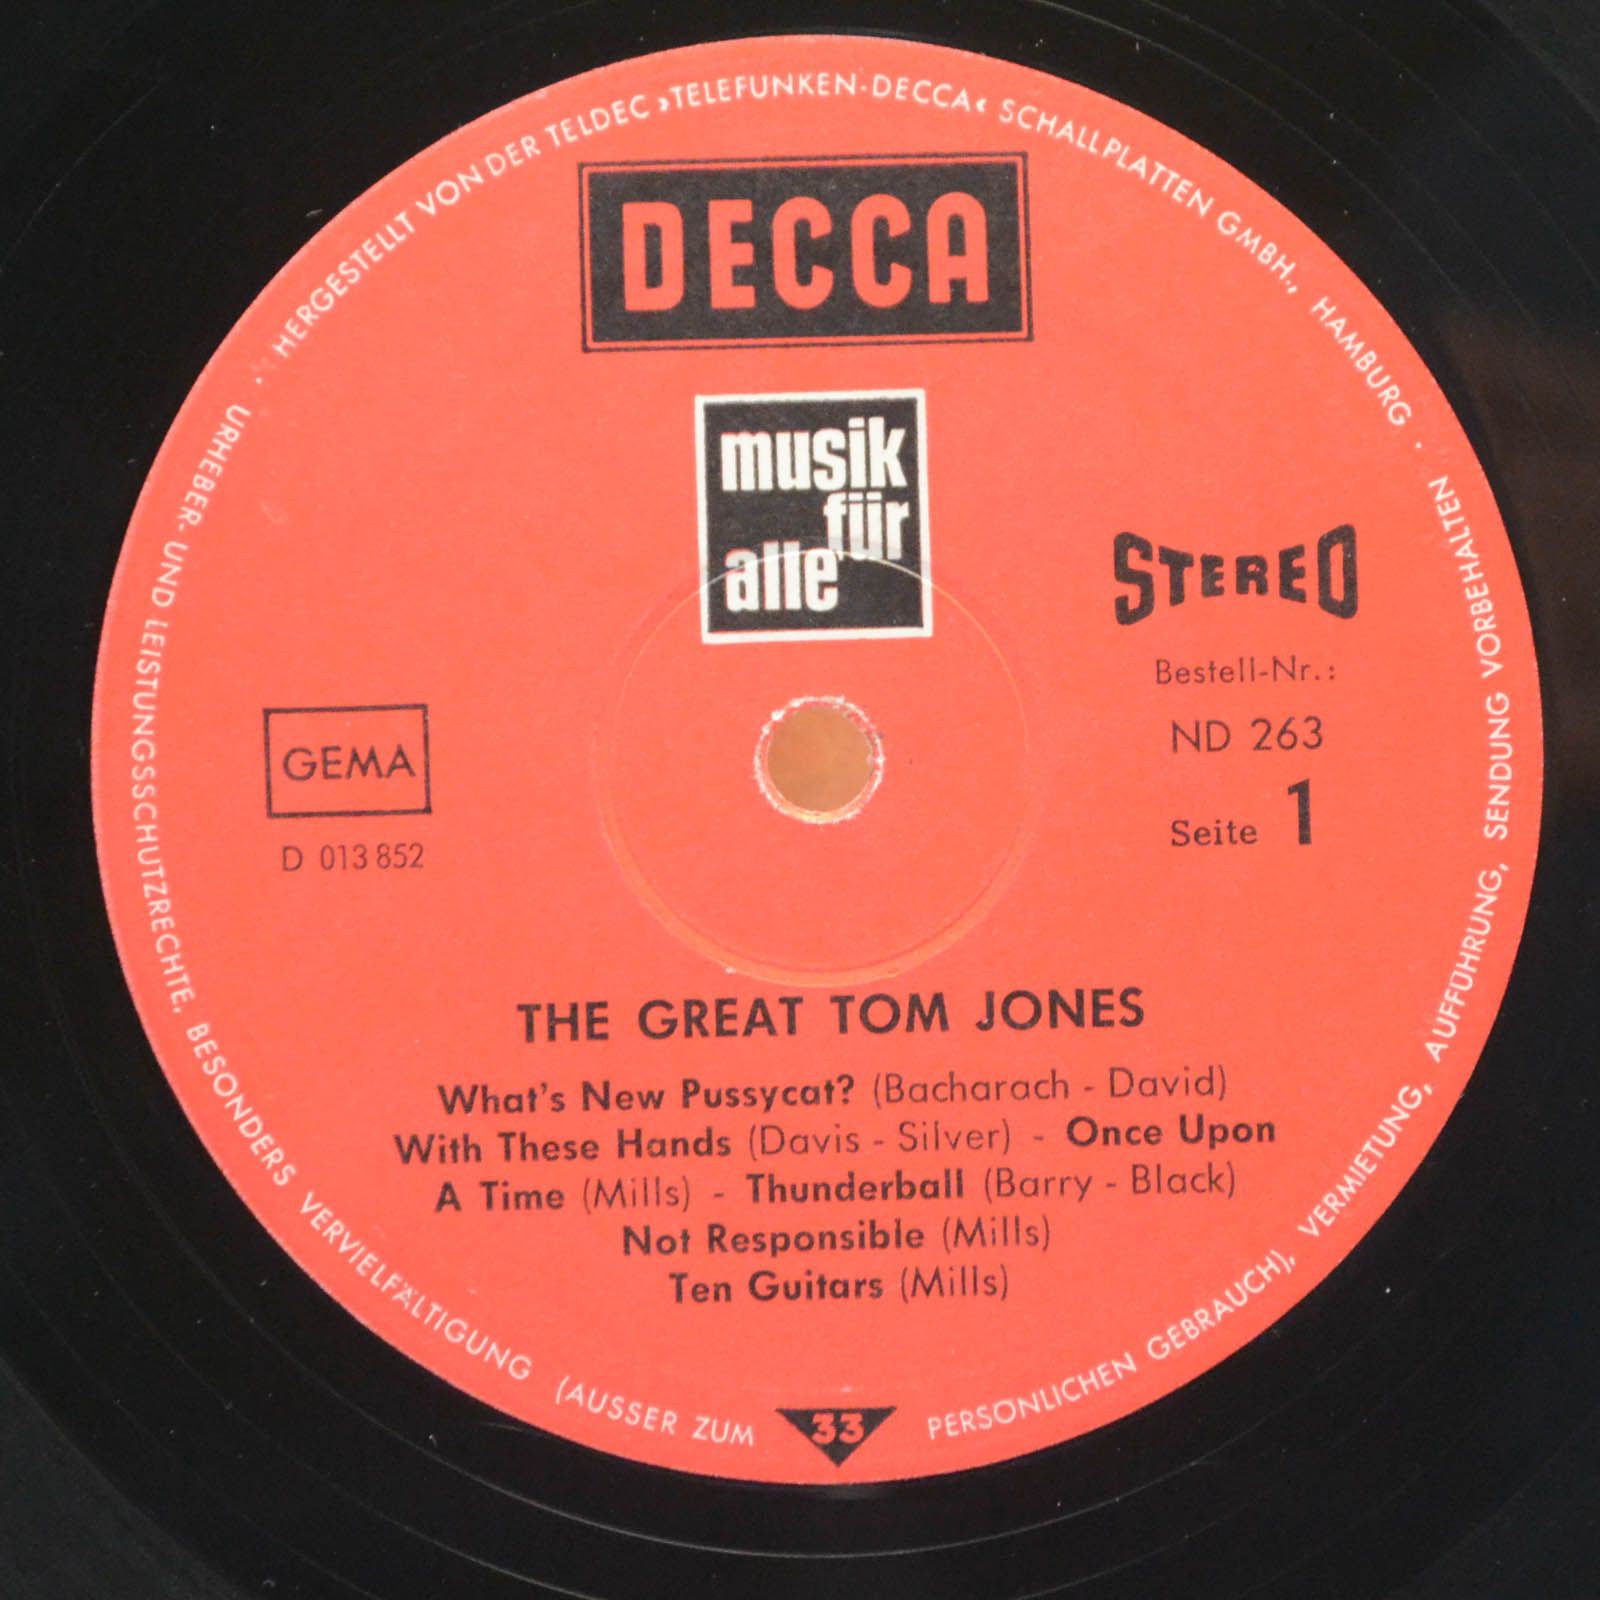 HERGESTELLT VON DER TELDEC »TELEFUNKEN-DECCA« SCHALLPLATTEN GMBH., HAMBURG ·
URHEBER- UND LEISTUNGSSCHUTZRECHTE, BESONDERS VERVIELFÄLTIGUNG (AUSSER ZUM PERSÖNLICHEN GEBRAUCH), VERMIETUNG, AUFFÜHRUNG, SENDUNG VORBEHALTEN ·
DECCA
musik
für
alle
STEREO
Bestell-Nr.:
ND 263
Seite 1
GEMA
D 013 852
THE GREAT TOM JONES
What's New Pussycat? (Bacharach - David)
With These Hands (Davis - Silver) - Once Upon
A Time (Mills) - Thunderball (Barry - Black)
Not Responsible (Mills)
Ten Guitars (Mills)
33